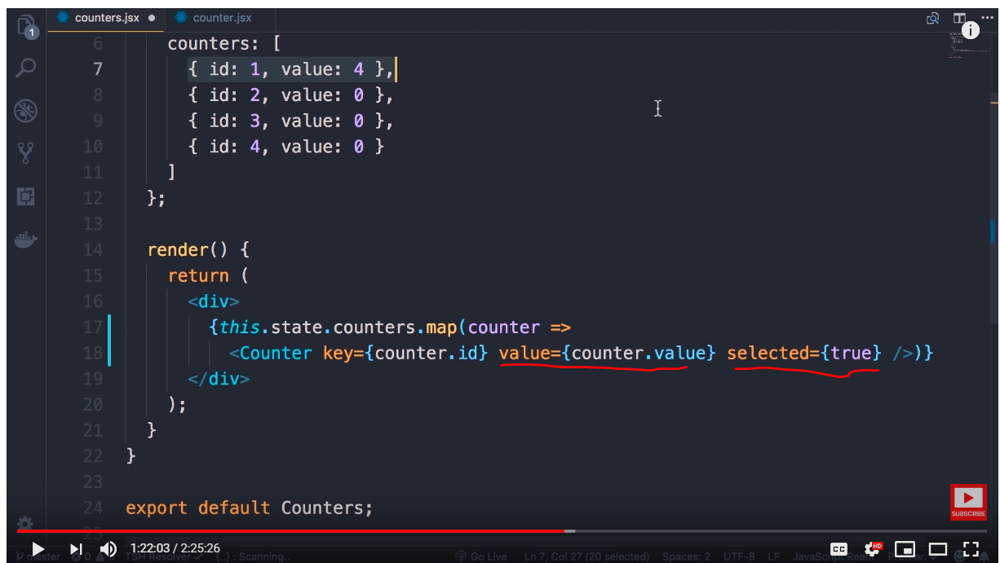 counters.jsx counter.jsx
6 counters: [
7 { id: 1, value: 4 },
8 { id: 2, value: 0 },
9 { id: 3, value: 0 },
10 { id: 4, value: 0 }
11 ]
12 };
13
14 render() {
15 return (
16 <div>
17 {this.state.counters.map(counter =>
18 <Counter key={counter.id} value={counter.value} selected={true} />)}
19 </div>
20 );
21 }
22 }
23
24 export default Counters;
25
1
SUBSCRIBE
1:22:03 / 2:25:26
CC HD
master 0 TSH Resolver {..} : Scanning.. Go Live Ln 7, Col 27 (20 selected) Spaces: 2 UTF-8 LF JavaScript React